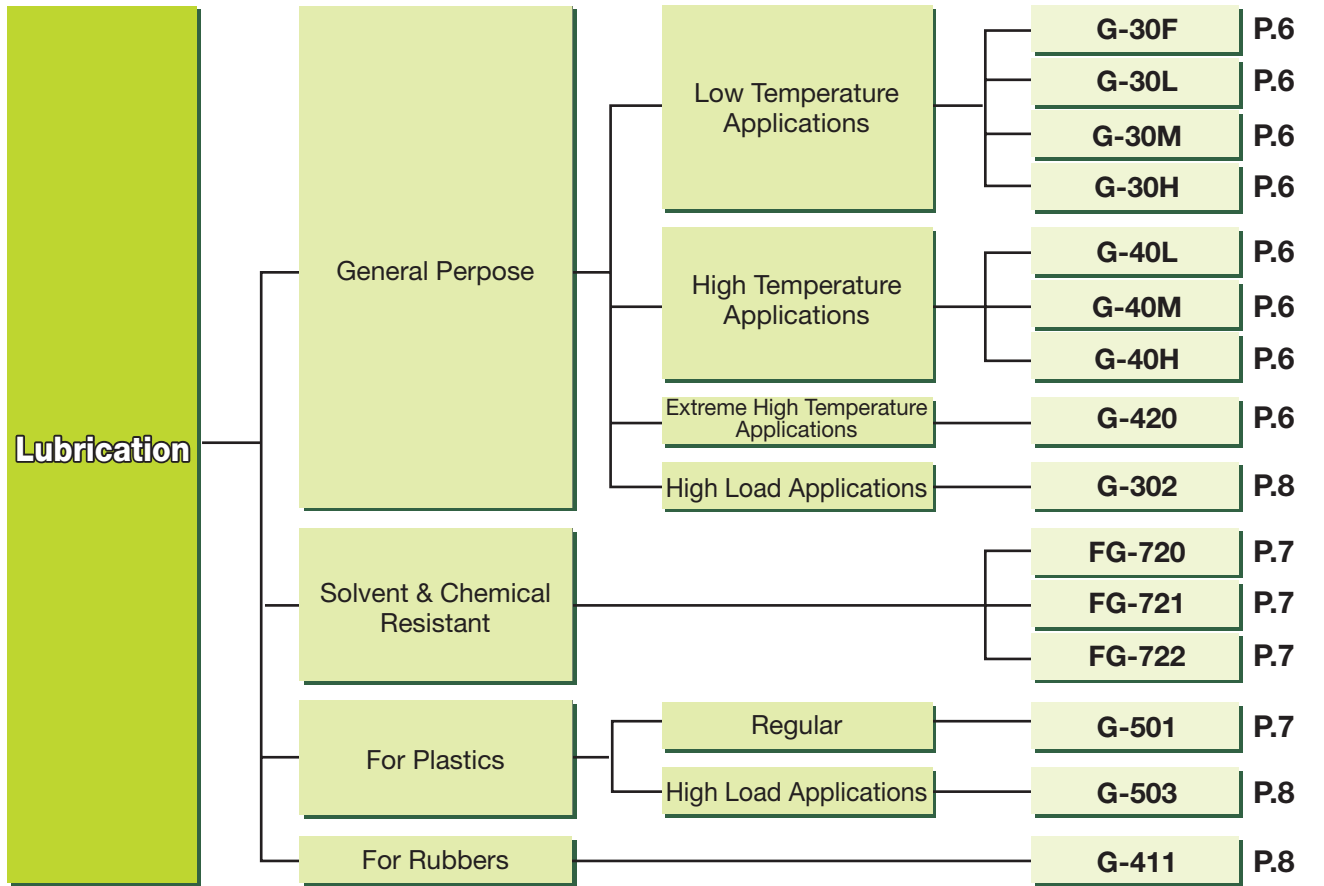 Lubrication
General Perpose
Low Temperature
Applications
G-30F P.6
G-30L P.6
G-30M P.6
G-30H P.6
High Temperature
Applications
G-40L P.6
G-40M P.6
G-40H P.6
Extreme High Temperature
Applications
G-420 P.6
High Load Applications
G-302 P.8
Solvent & Chemical
Resistant
FG-720 P.7
FG-721 P.7
FG-722 P.7
For Plastics
Regular
G-501 P.7
High Load Applications
G-503 P.8
For Rubbers
G-411 P.8